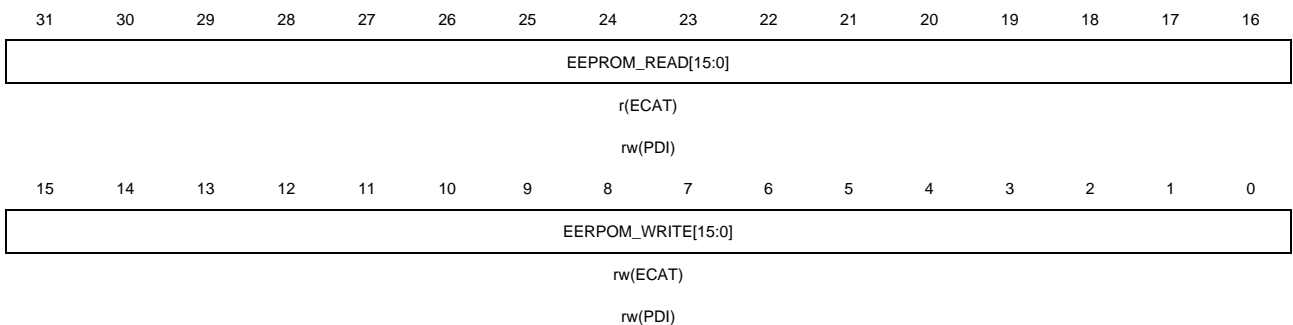 31 30 29 28 27 26 25 24 23 22 21 20 19 18 17 16
EEPROM_READ[15:0]
r(ECAT)
rw(PDI)
15 14 13 12 11 10 9 8 7 6 5 4 3 2 1 0
EERPOM_WRITE[15:0]
rw(ECAT)
rw(PDI)